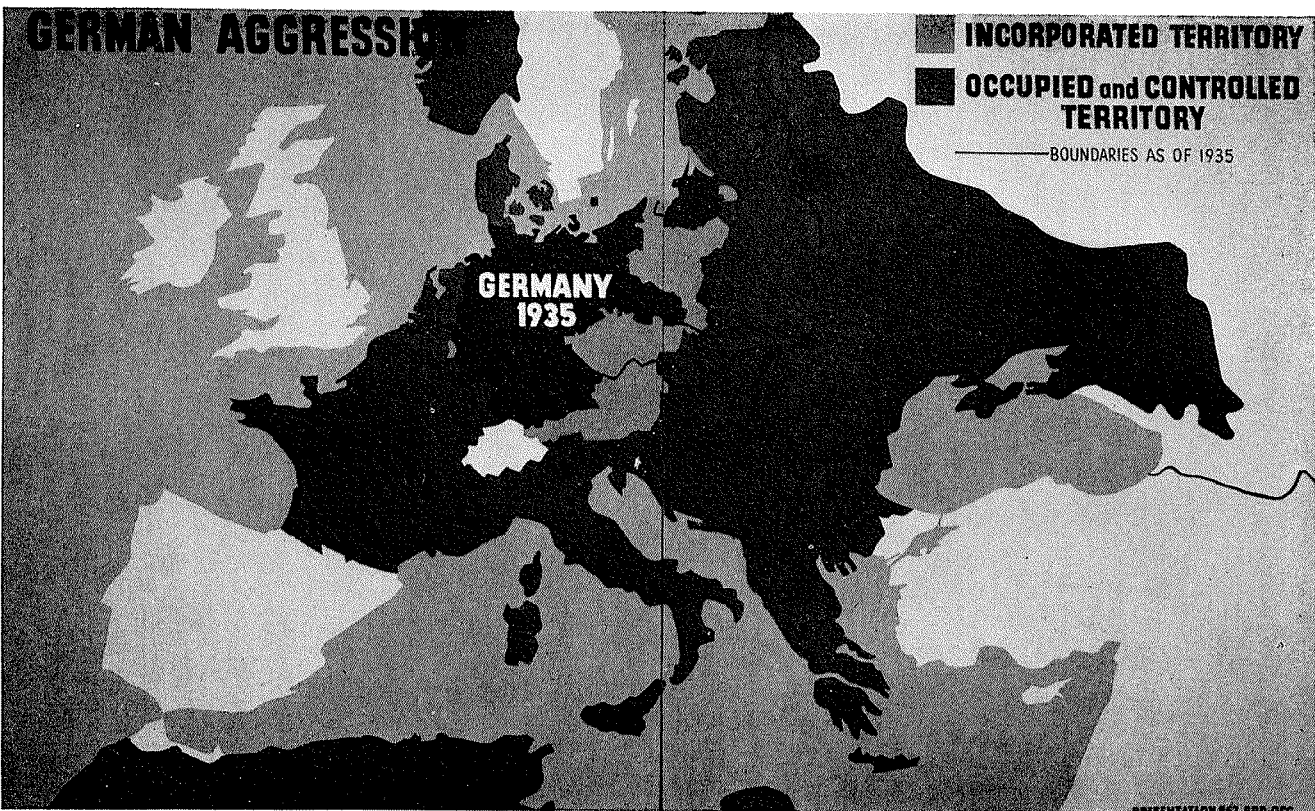 GERMAN AGGRESSION
INCORPORATED TERRITORY
OCCUPIED and CONTROLLED
TERRITORY
BOUNDARIES AS OF 1935
GERMANY
1935